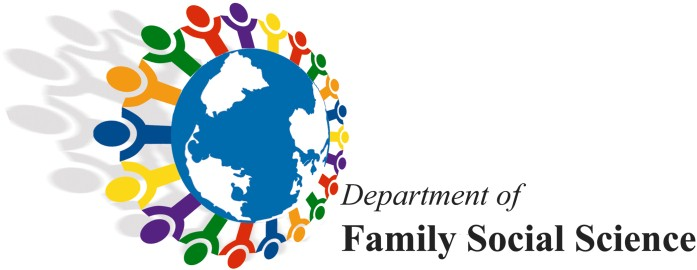 Department of
Family Social Science